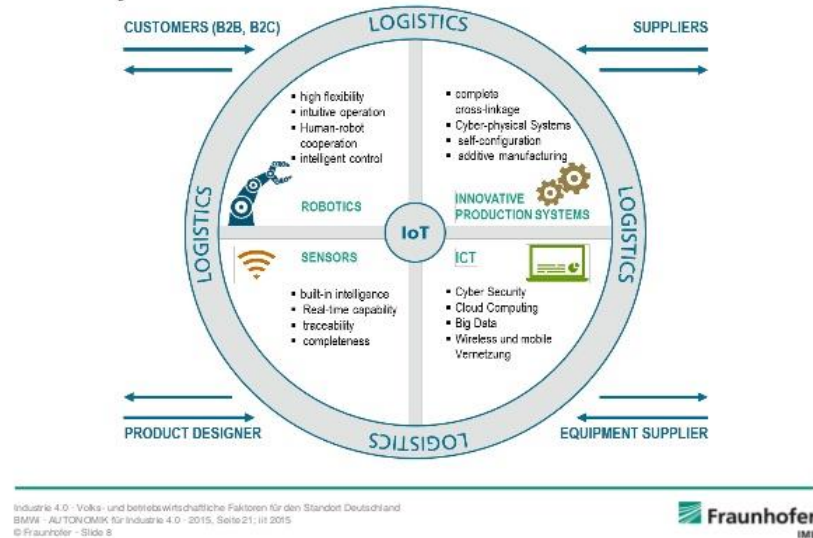 LOGISTICS
CUSTOMERS (B2B, B2C)
SUPPLIERS
▪ high flexibility
▪ intuitive operation
▪ Human-robot
cooperation
▪ intelligent control
ROBOTICS
▪ complete
cross-linkage
▪ Cyber-physical Systems
▪ self-configuration
▪ additive manufacturing
INNOVATIVE
PRODUCTION SYSTEMS
LOGISTICS
IoT
LOGISTICS
SENSORS
▪ built-in intelligence
▪ Real-time capability
▪ traceability
▪ completeness
ICT
▪ Cyber Security
▪ Cloud Computing
▪ Big Data
▪ Wireless und mobile
Vernetzung
PRODUCT DESIGNER
LOGISTICS
EQUIPMENT SUPPLIER
Industrie 4.0 - Volks- und betriebswirtschaftliche Faktoren für den Standort Deutschland
BMWi - AUTONOMIK für Industrie 4.0 - 2015, Seite 21; iit 2015
© Fraunhofer - Slide 8
Fraunhofer
IML